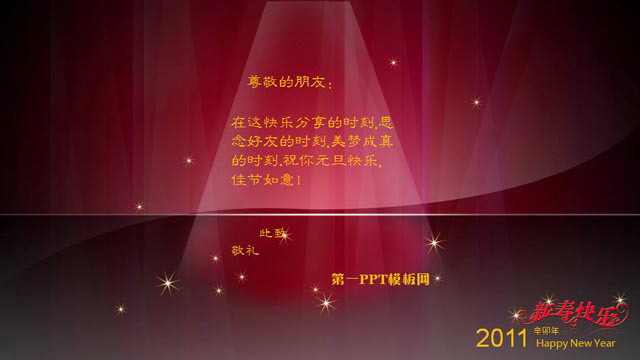 尊敬的朋友：
在这快乐分享的时刻,思
念好友的时刻,美梦成真
的时刻,祝你元旦快乐,
佳节如意！
此致
敬礼
第一PPT模板网
新春快乐
2011 辛卯年
Happy New Year